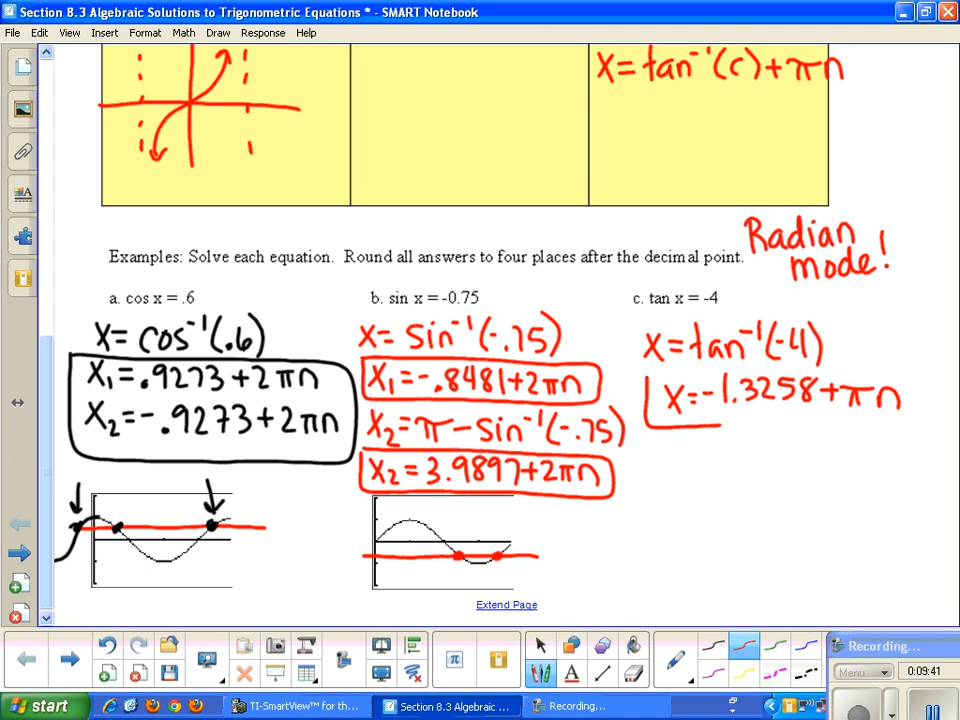 Section 8.3 Algebraic Solutions to Trigonometric Equations * - SMART Notebook
File Edit View Insert Format Math Draw Response Help
x = tan⁻¹(c) + πn
Examples: Solve each equation. Round all answers to four places after the decimal point.
Radian mode!
a. cos x = .6
x = cos⁻¹(.6)
x₁ = .9273 + 2πn
x₂ = -.9273 + 2πn
b. sin x = -0.75
x = sin⁻¹(-.75)
x₁ = -.8481 + 2πn
x₂ = π - sin⁻¹(-.75)
x₂ = 3.9897 + 2πn
c. tan x = -4
x = tan⁻¹(-4)
x = -1.3258 + πn
Extend Page
π
A
Recording...
Menu
0:09:41
start
TI-SmartView™ for th...
Section 8.3 Algebraic ...
Recording...